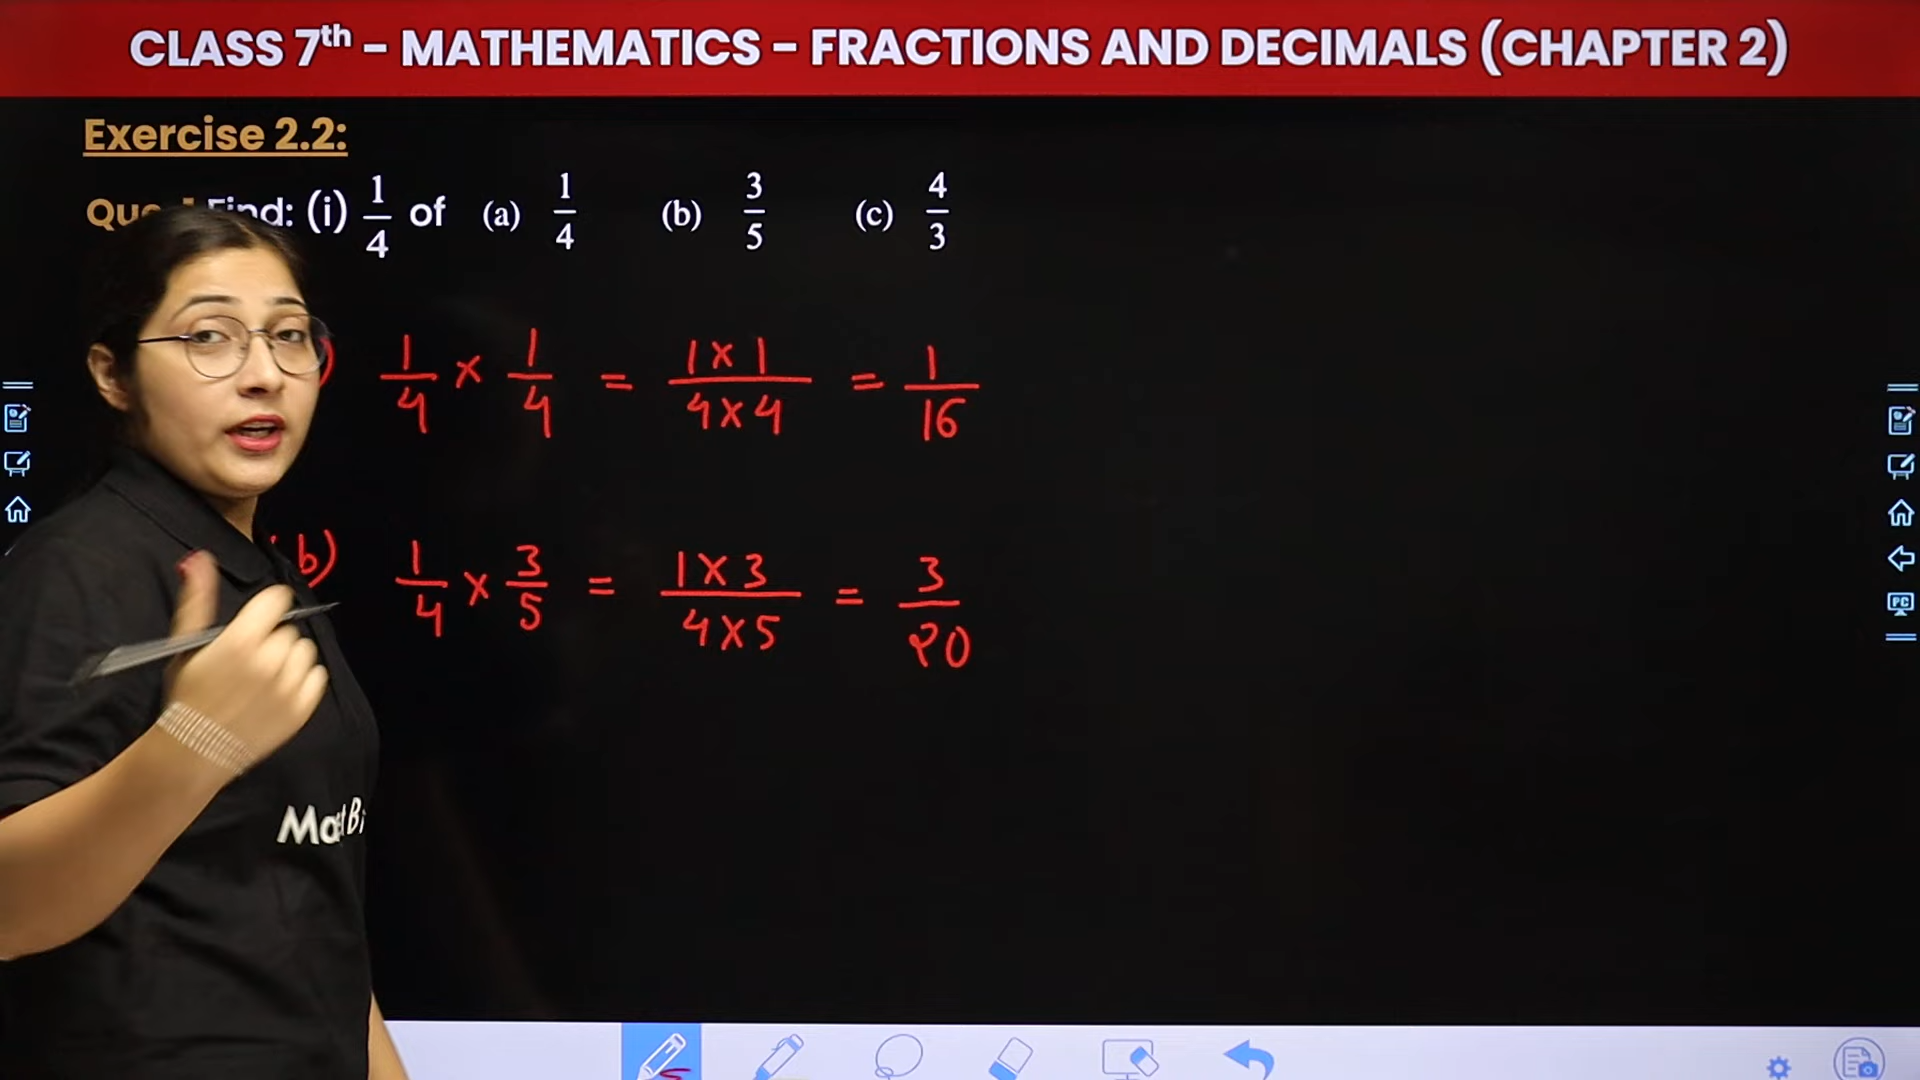 CLASS 7th – MATHEMATICS – FRACTIONS AND DECIMALS (CHAPTER 2)
Exercise 2.2:
Find: (i) 1/4 of (a) 1/4 (b) 3/5 (c) 4/3
) 1/4 × 1/4 = 1×1/4×4 = 1/16
b) 1/4 × 3/5 = 1×3/4×5 = 3/20
PC